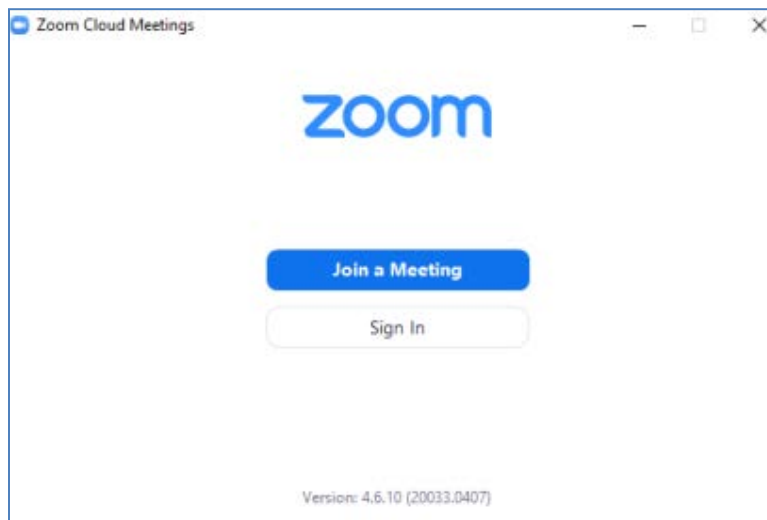 Zoom Cloud Meetings
zoom
Join a Meeting
Sign In
Version: 4.6.10 (20033.0407)